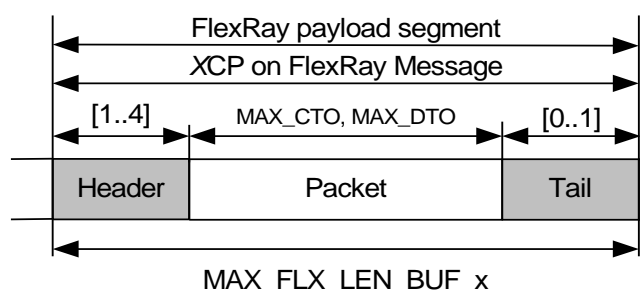 FlexRay payload segment
XCP on FlexRay Message
[1..4] MAX_CTO, MAX_DTO [0..1]
Header Packet Tail
MAX_FLX_LEN_BUF_x